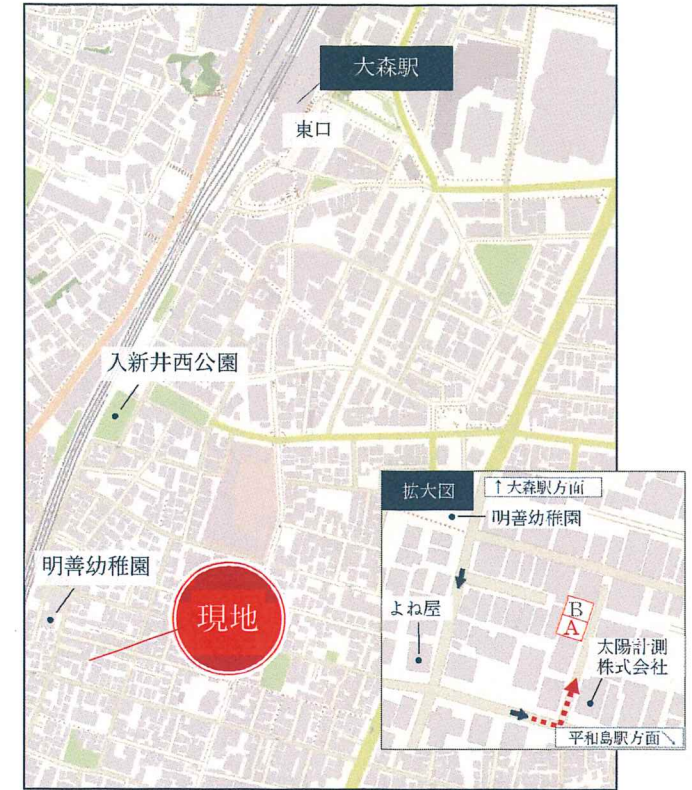 大森駅
東口
入新井西公園
明善幼稚園
現地
拡大図
↑大森駅方面
明善幼稚園
よね屋
B
A
太陽計測
株式会社
平和島駅方面↘